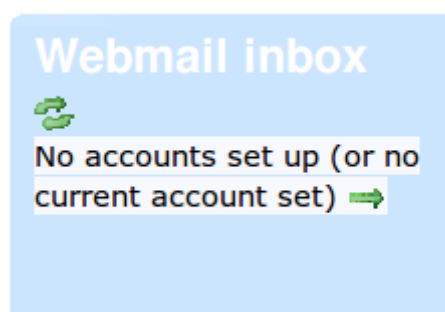 Webmail inbox
No accounts set up (or no
current account set)